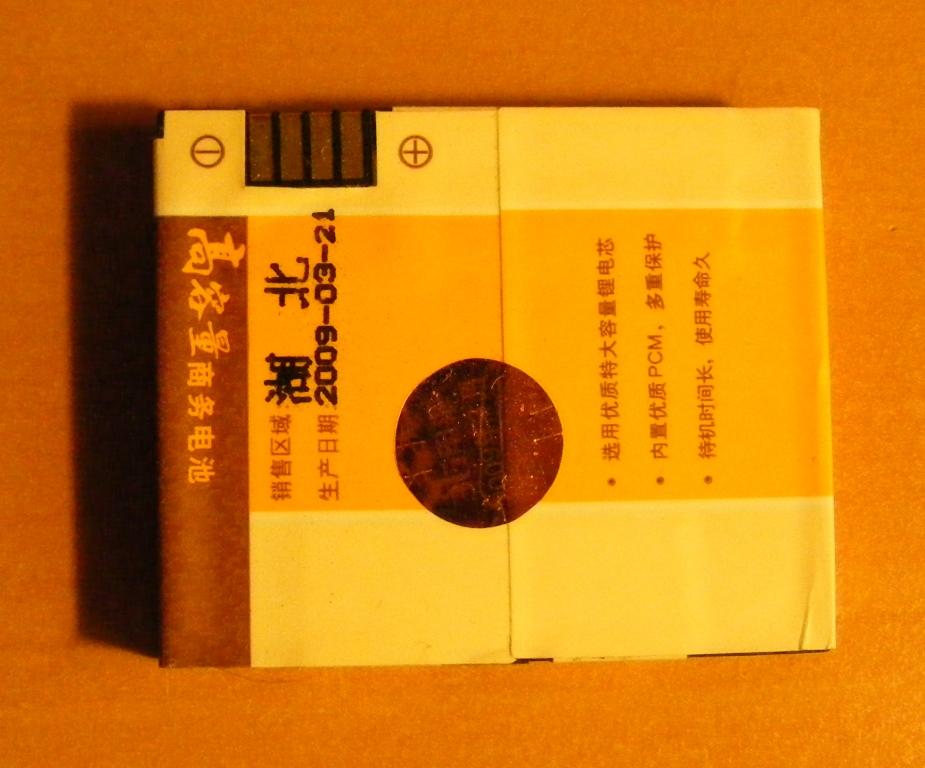 高容量商务电池
销售区域:湖 北
生产日期:2009-03-21
• 选用优质特大容量锂电芯
• 内置优质PCM，多重保护
• 待机时间长，使用寿命久